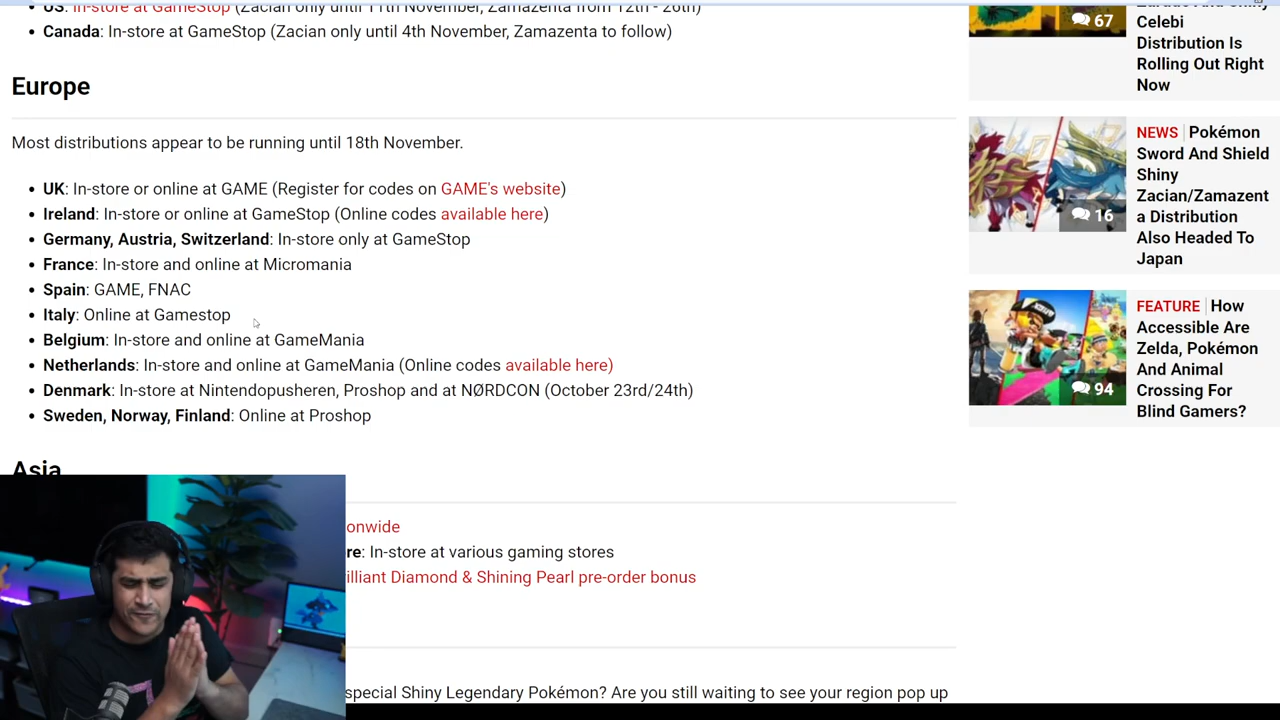 US: In-store at GameStop (Zacian only until 11th November, Zamazenta from 12th - 26th)
Canada: In-store at GameStop (Zacian only until 4th November, Zamazenta to follow)
Europe
Most distributions appear to be running until 18th November.
UK: In-store or online at GAME (Register for codes on GAME's website)
Ireland: In-store or online at GameStop (Online codes available here)
Germany, Austria, Switzerland: In-store only at GameStop
France: In-store and online at Micromania
Spain: GAME, FNAC
Italy: Online at Gamestop
Belgium: In-store and online at GameMania
Netherlands: In-store and online at GameMania (Online codes available here)
Denmark: In-store at Nintendopusheren, Proshop and at NØRDCON (October 23rd/24th)
Sweden, Norway, Finland: Online at Proshop
Asia
onwide
re: In-store at various gaming stores
illiant Diamond & Shining Pearl pre-order bonus
special Shiny Legendary Pokémon? Are you still waiting to see your region pop up
67
Celebi
Distribution Is
Rolling Out Right
Now
16
NEWS Pokémon
Sword And Shield
Shiny
Zacian/Zamazent
a Distribution
Also Headed To
Japan
94
FEATURE How
Accessible Are
Zelda, Pokémon
And Animal
Crossing For
Blind Gamers?